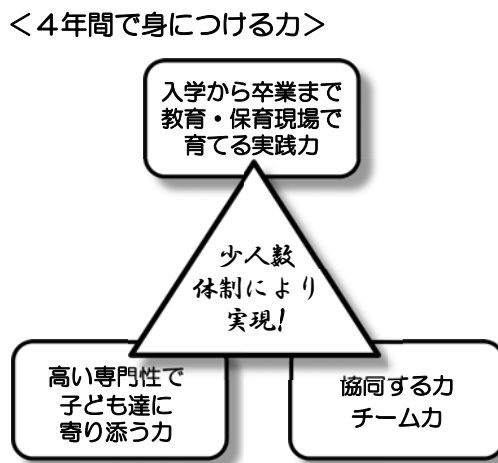 ＜４年間で身につける力＞
入学から卒業まで
教育・保育現場で
育てる実践力
少人数
体制により
実現!
高い専門性で
子ども達に
寄り添う力
協同する力
チーム力